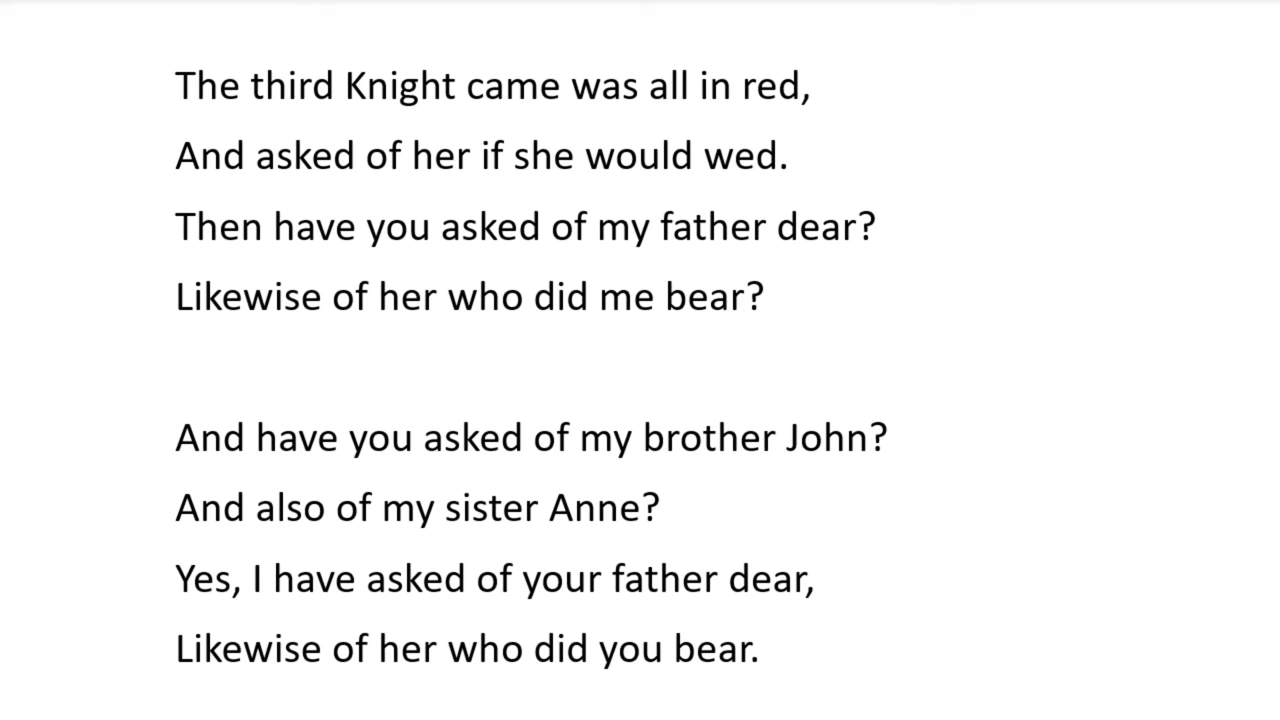 The third Knight came was all in red,
And asked of her if she would wed.
Then have you asked of my father dear?
Likewise of her who did me bear?
And have you asked of my brother John?
And also of my sister Anne?
Yes, I have asked of your father dear,
Likewise of her who did you bear.